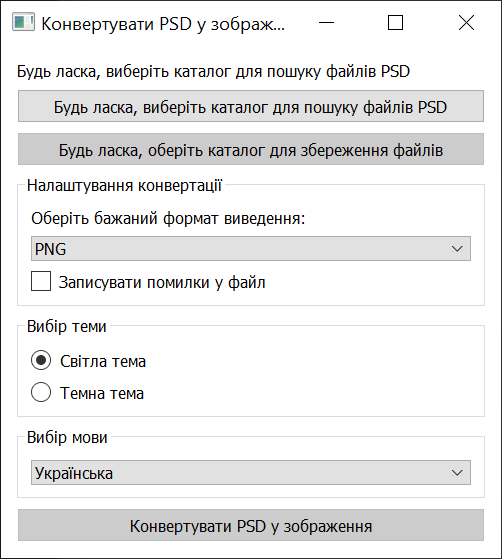 Конвертувати PSD у зображ...
Будь ласка, виберіть каталог для пошуку файлів PSD
Будь ласка, виберіть каталог для пошуку файлів PSD
Будь ласка, оберіть каталог для збереження файлів
Налаштування конвертації
Оберіть бажаний формат виведення:
PNG
Записувати помилки у файл
Вибір теми
Світла тема
Темна тема
Вибір мови
Українська
Конвертувати PSD у зображення